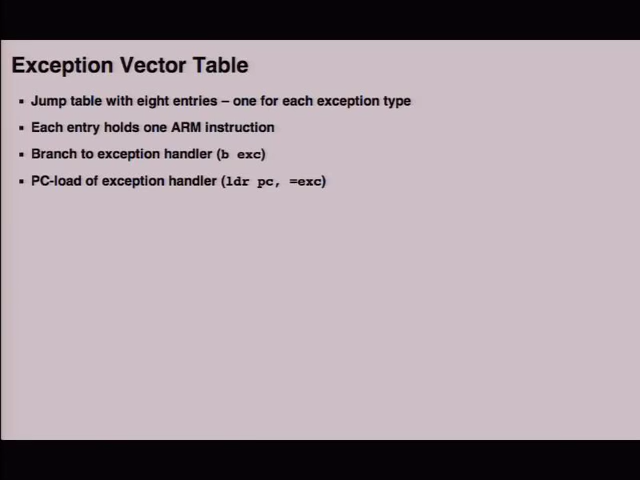 Exception Vector Table
▪ Jump table with eight entries – one for each exception type
▪ Each entry holds one ARM instruction
▪ Branch to exception handler (b exc)
▪ PC-load of exception handler (ldr pc, =exc)